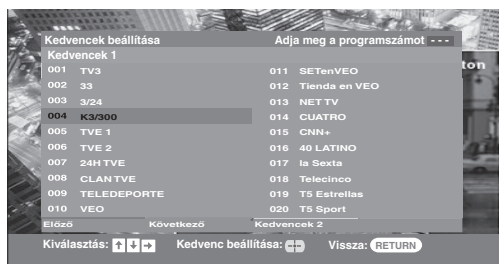 Kedvencek beállítása Adja meg a programszámot - - -
Kedvencek 1
001 TV3
002 33
003 3/24
004 K3/300
005 TVE 1
006 TVE 2
007 24H TVE
008 CLAN TVE
009 TELEDEPORTE
010 VEO
011 SETenVEO
012 Tienda en VEO
013 NET TV
014 CUATRO
015 CNN+
016 40 LATINO
017 la Sexta
018 Telecinco
019 T5 Estrellas
020 T5 Sport
Előző Következő Kedvencek 2
Kiválasztás: Kedvenc beállítása: Vissza: RETURN
ton